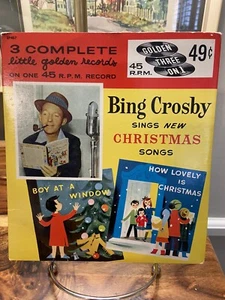 3 COMPLETE
little golden records
ON ONE 45 R.P.M. RECORD
GOLDEN
THREE
ON 1
45
R.P.M.
49¢
Bing Crosby
SINGS NEW
CHRISTMAS
SONGS
BOY AT A
WINDOW
HOW LOVELY IS
CHRISTMAS